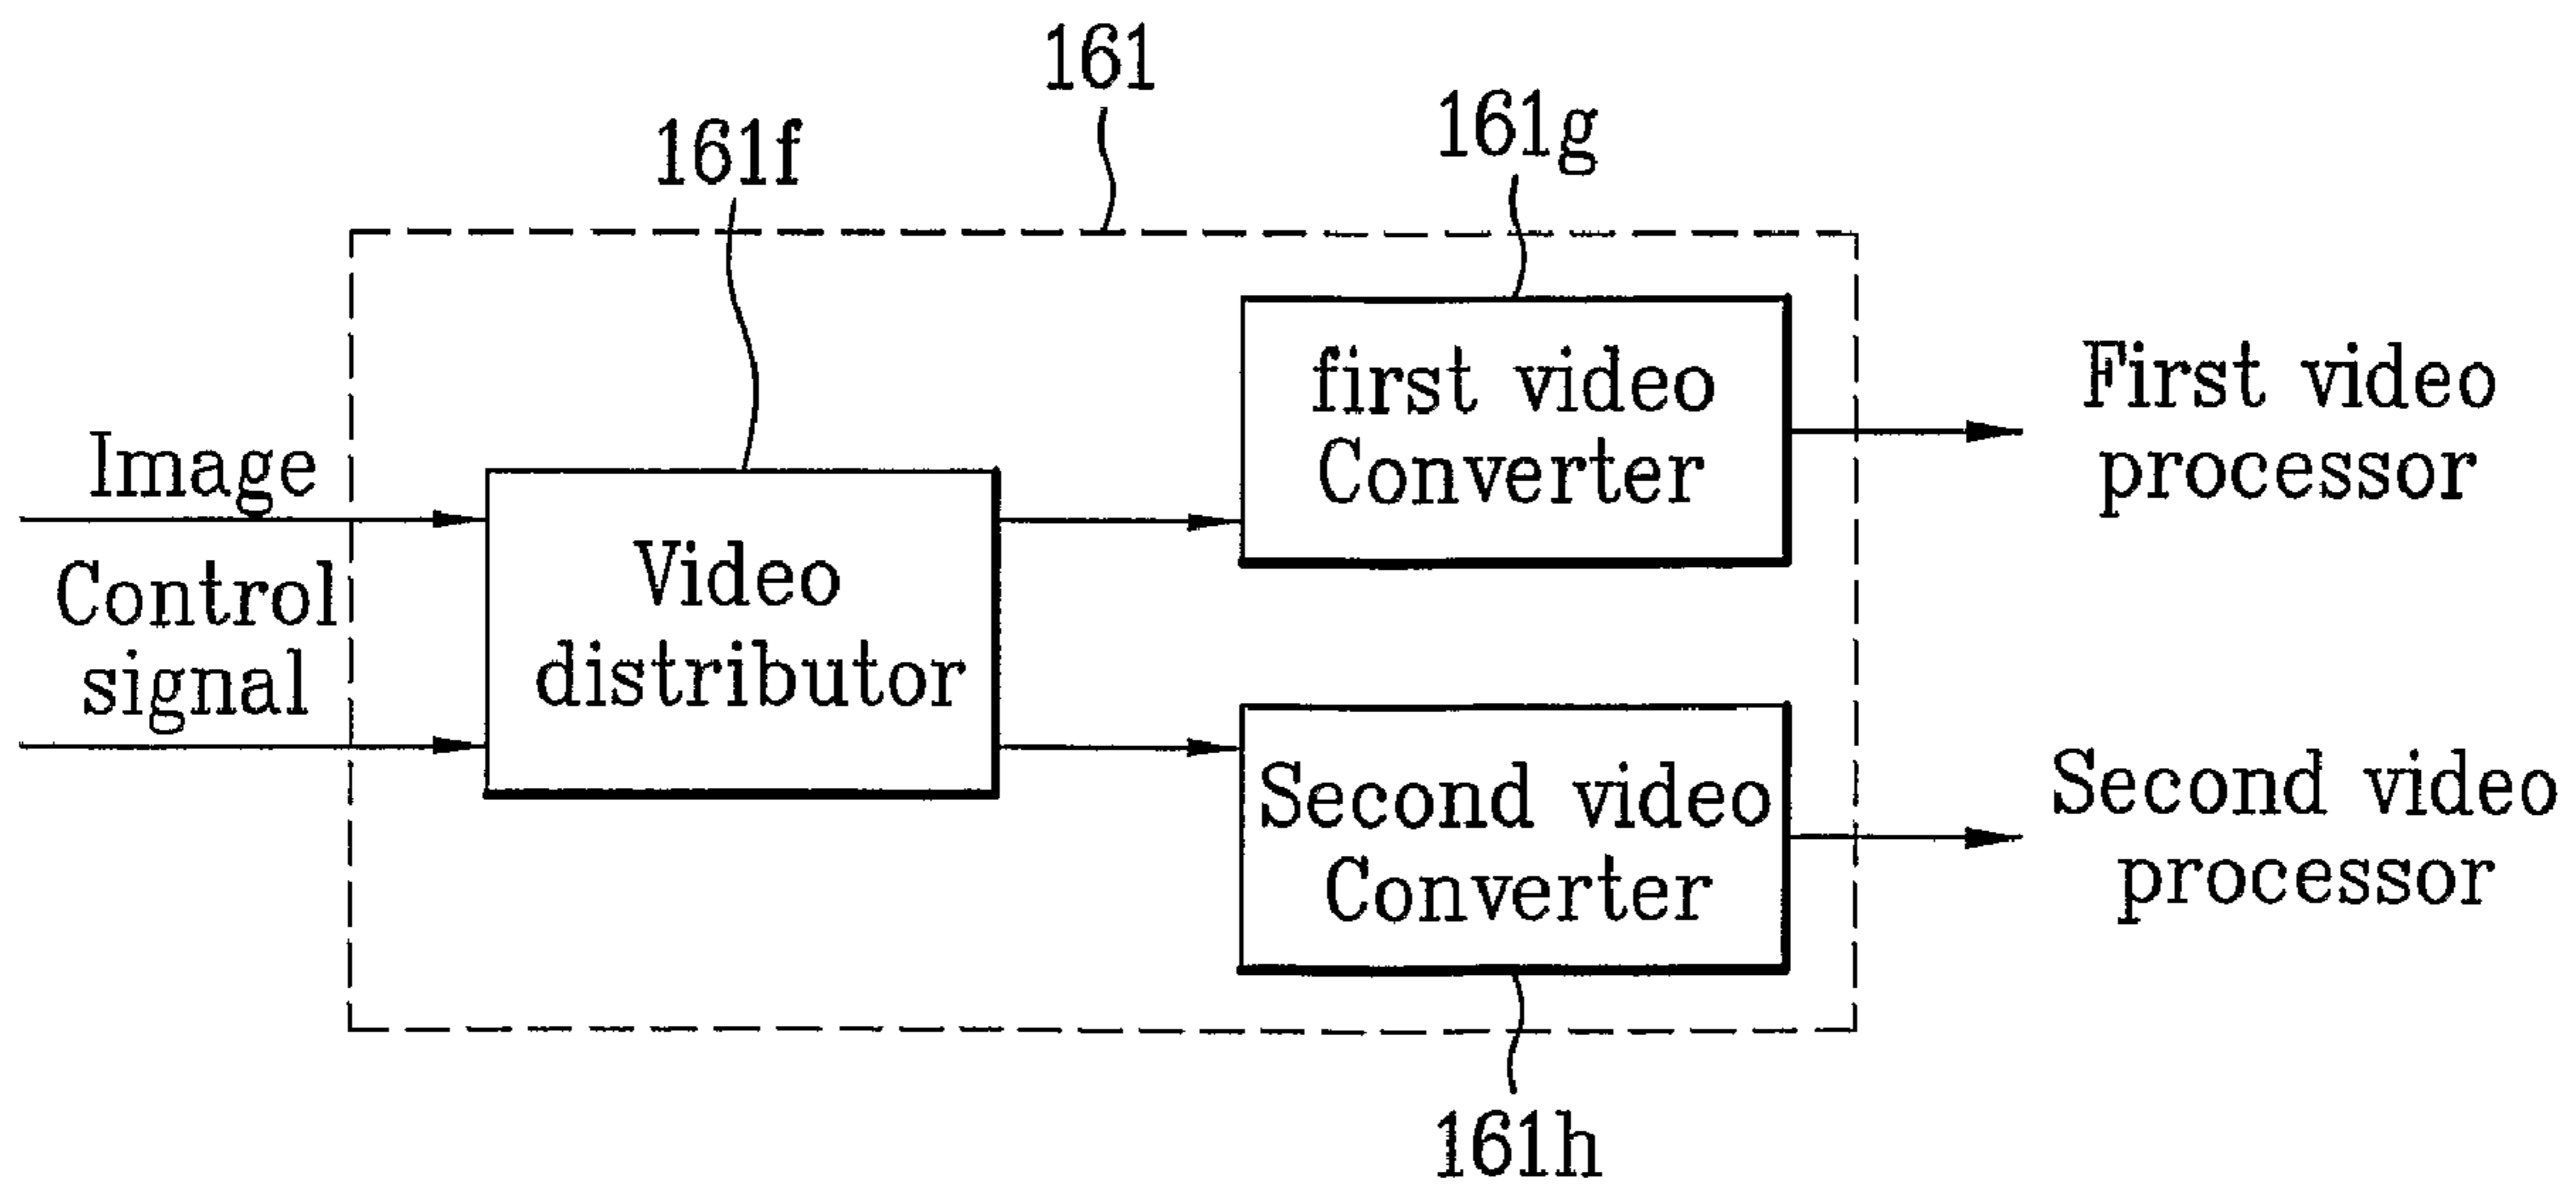 161
161f
161g
Image
Control
signal
Video
distributor
first video
Converter
Second video
Converter
First video
processor
Second video
processor
161h